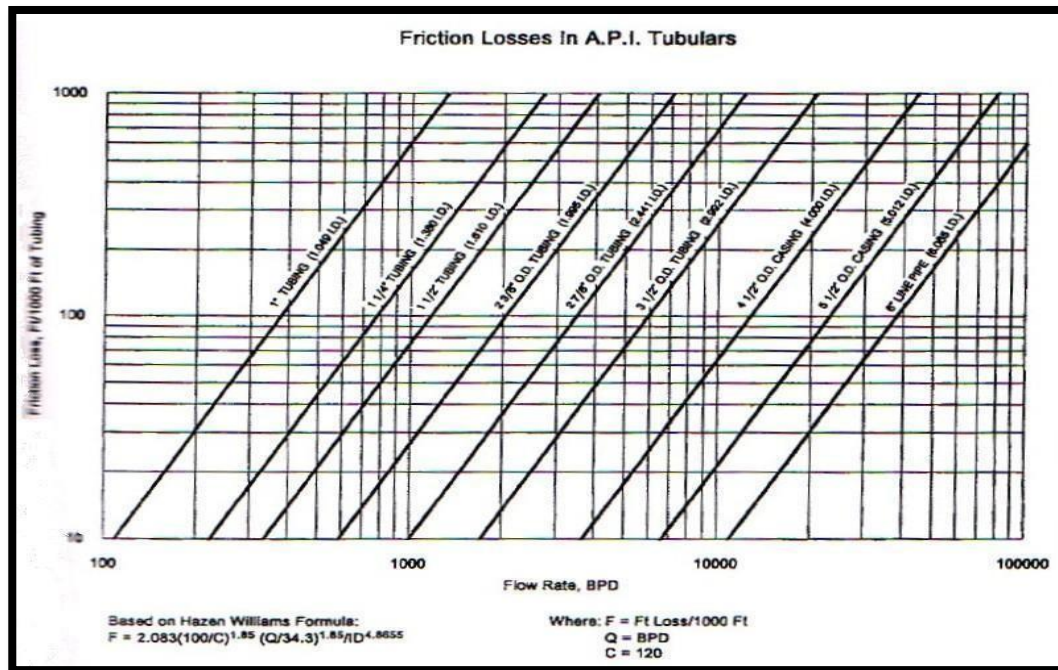 Friction Losses In A.P.I. Tubulars
1000
100
10
Friction Loss, Ft/1000 Ft of Tubing
1" TUBING (1.049 I.D.)
1 1/4" TUBING (1.380 I.D.)
1 1/2" TUBING (1.610 I.D.)
2 3/8" O.D. TUBING (1.995 I.D.)
2 7/8" O.D. TUBING (2.441 I.D.)
3 1/2" O.D. TUBING (2.992 I.D.)
4 1/2" O.D. CASING (4.000 I.D.)
5 1/2" O.D. CASING (5.012 I.D.)
6" LINE PIPE (6.065 I.D.)
100
1000
10000
100000
Flow Rate, BPD
Based on Hazen Williams Formula:
F = 2.083(100/C)^1.85 (Q/34.3)^1.85/ID^4.8655
Where: F = Ft Loss/1000 Ft
Q = BPD
C = 120